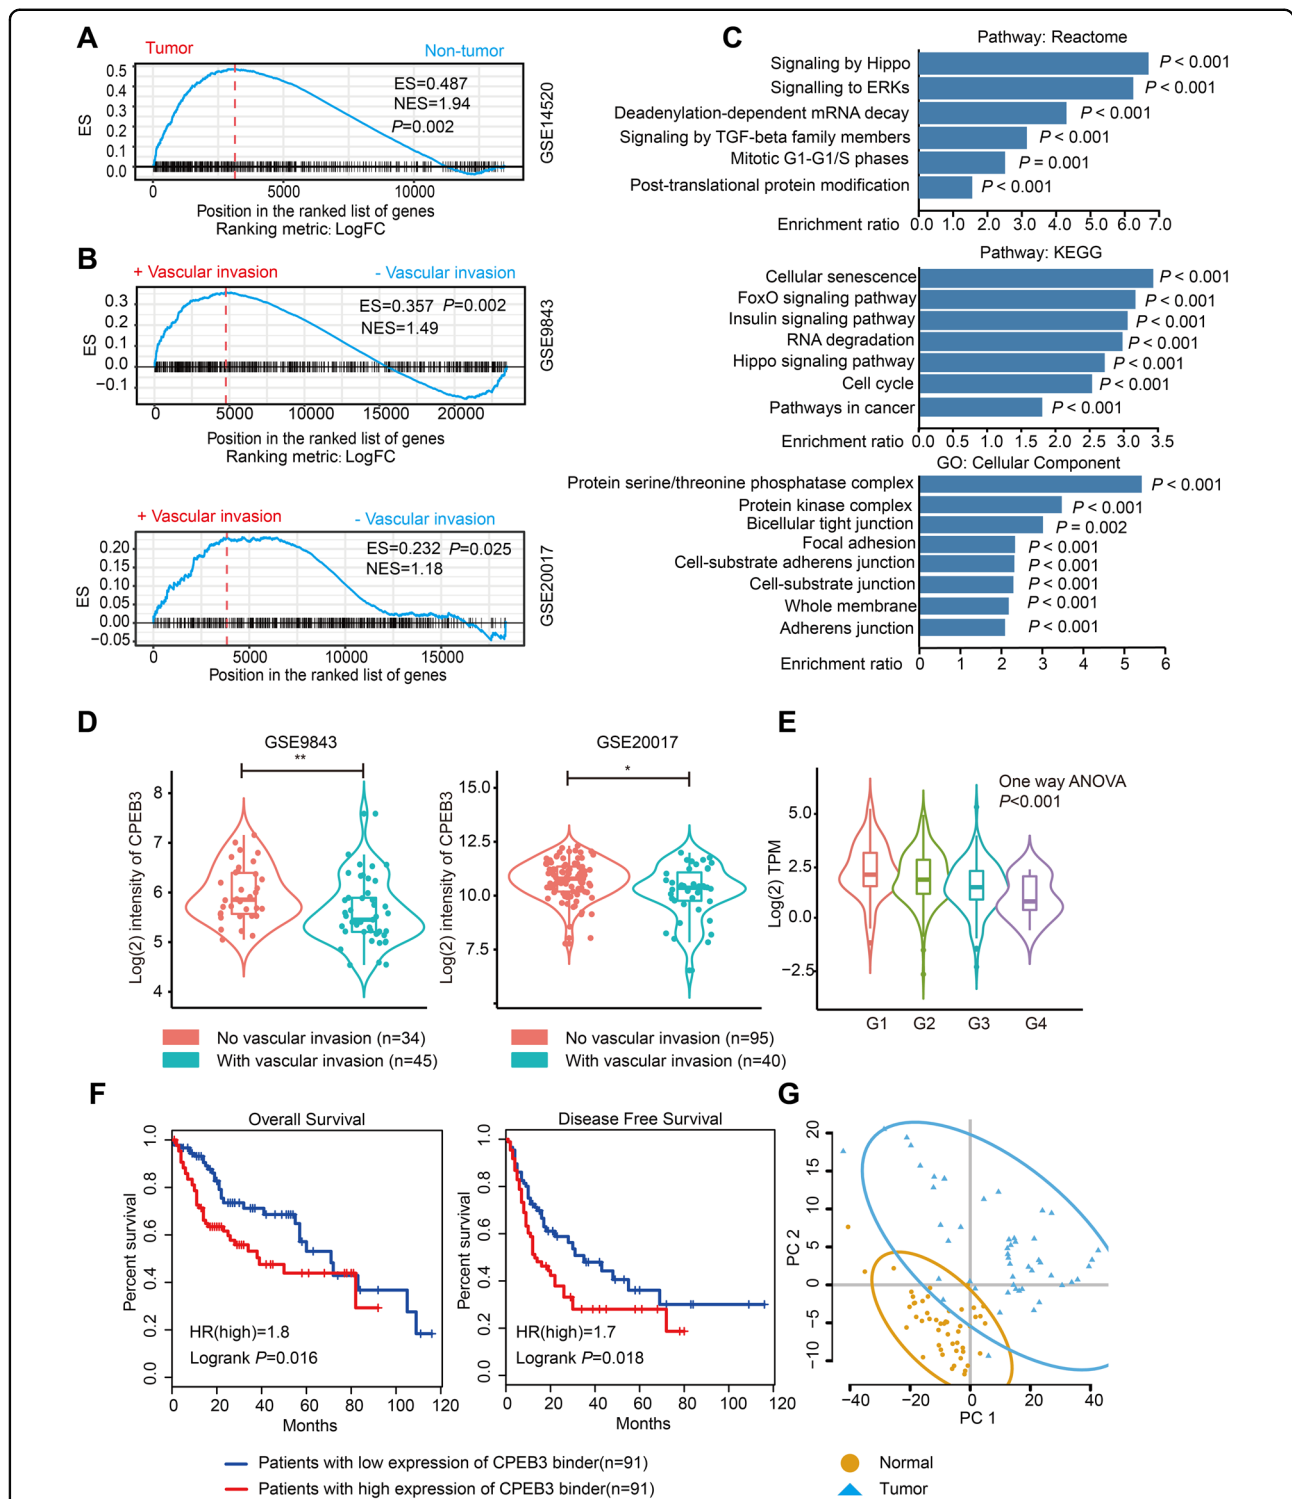 A
Tumor
Non-tumor
ES
0.5
0.4
0.3
0.2
0.1
0.0
ES=0.487
NES=1.94
P=0.002
GSE14520
0
5000
10000
Position in the ranked list of genes
Ranking metric: LogFC
B
+ Vascular invasion
- Vascular invasion
ES
0.3
0.2
0.1
0.0
−0.1
ES=0.357 P=0.002
NES=1.49
GSE9843
0
5000
10000
15000
20000
Position in the ranked list of genes
Ranking metric: LogFC
+ Vascular invasion
- Vascular invasion
ES
0.20
0.15
0.10
0.05
0.00
−0.05
ES=0.232 P=0.025
NES=1.18
GSE20017
0
5000
10000
15000
Position in the ranked list of genes
C
Pathway: Reactome
Signaling by Hippo P < 0.001
Signalling to ERKs P < 0.001
Deadenylation-dependent mRNA decay P < 0.001
Signaling by TGF-beta family members P < 0.001
Mitotic G1-G1/S phases P = 0.001
Post-translational protein modification P < 0.001
Enrichment ratio 0.0 1.0 2.0 3.0 4.0 5.0 6.0 7.0
Pathway: KEGG
Cellular senescence P < 0.001
FoxO signaling pathway P < 0.001
Insulin signaling pathway P < 0.001
RNA degradation P < 0.001
Hippo signaling pathway P < 0.001
Cell cycle P < 0.001
Pathways in cancer P < 0.001
Enrichment ratio 0.0 0.5 1.0 1.5 2.0 2.5 3.0 3.5
GO: Cellular Component
Protein serine/threonine phosphatase complex P < 0.001
Protein kinase complex P < 0.001
Bicellular tight junction P = 0.002
Focal adhesion P < 0.001
Cell-substrate adherens junction P < 0.001
Cell-substrate junction P < 0.001
Whole membrane P < 0.001
Adherens junction P < 0.001
Enrichment ratio 0 1 2 3 4 5 6
D
GSE9843
**
Log(2) intensity of CPEB3
8
7
6
5
4
No vascular invasion (n=34)
With vascular invasion (n=45)
GSE20017
*
Log(2) intensity of CPEB3
15.0
12.5
10.0
7.5
No vascular invasion (n=95)
With vascular invasion (n=40)
E
One way ANOVA
P<0.001
Log(2) TPM
5.0
2.5
0.0
−2.5
G1 G2 G3 G4
F
Overall Survival
Percent survival
1.0
0.8
0.6
0.4
0.2
0.0
HR(high)=1.8
Logrank P=0.016
0 20 40 60 80 100 120
Months
Disease Free Survival
Percent survival
1.0
0.8
0.6
0.4
0.2
0.0
HR(high)=1.7
Logrank P=0.018
0 20 40 60 80 100 120
Months
Patients with low expression of CPEB3 binder(n=91)
Patients with high expression of CPEB3 binder(n=91)
G
PC 2
20
15
10
5
0
−5
−10
−40 −20 0 20 40
PC 1
Normal
Tumor